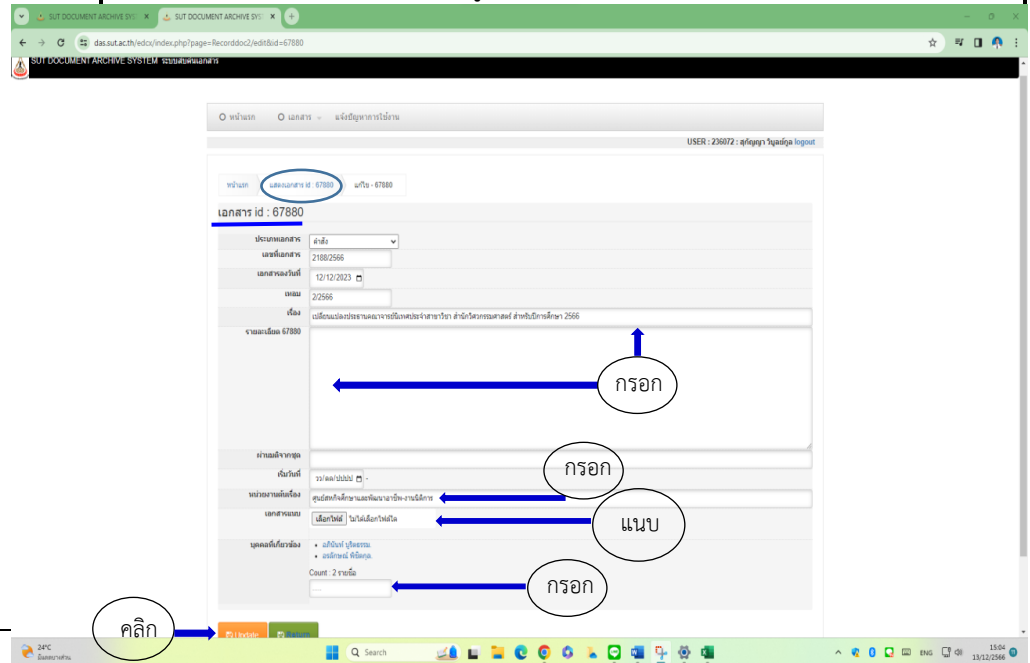 SUT DOCUMENT ARCHIVE SYS
SUT DOCUMENT ARCHIVE SYS
das.sut.ac.th/edcx/index.php?page=Recorddoc2/edit&id=67880
SUT DOCUMENT ARCHIVE SYSTEM ระบบสืบค้นเอกสาร
หน้าแรก เอกสาร แจ้งปัญหาการใช้งาน
USER : 236072 : สุกัญญา วิบูลย์กุล logout
หน้าแรก แสดงเอกสาร id : 67880 แก้ไข - 67880
เอกสาร id : 67880
ประเภทเอกสาร คำสั่ง
เลขที่เอกสาร 2188/2566
เอกสารลงวันที่ 12/12/2023
เทอม 2/2566
เรื่อง เปลี่ยนแปลงประธานคณาจารย์นิเทศประจำสาขาวิชา สำนักวิศวกรรมศาสตร์ สำหรับปีการศึกษา 2566
รายละเอียด 67880
กรอก
ผ่านมติจากชุด
กรอก
เริ่มวันที่ วว/ดด/ปปปป -
หน่วยงานต้นเรื่อง ศูนย์สหกิจศึกษาและพัฒนาอาชีพ-งานนิติการ
เอกสารแนบ เลือกไฟล์ ไม่ได้เลือกไฟล์ใด
แนบ
บุคคลที่เกี่ยวข้อง
Count : 2 รายชื่อ
กรอก
คลิก
Update Return
24°C
Search
ENG
15:04
13/12/2566